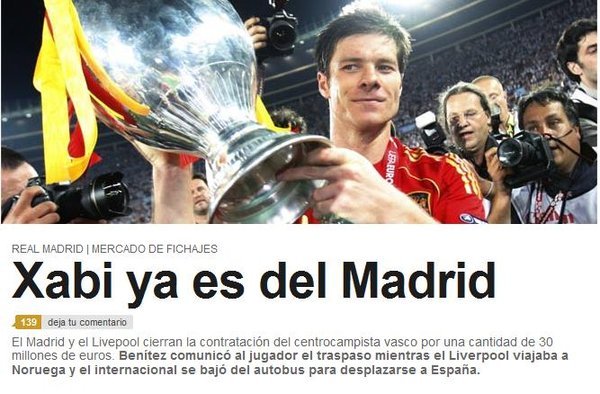 REAL MADRID | MERCADO DE FICHAJES
Xabi ya es del Madrid
139 deja tu comentario
El Madrid y el Livepool cierran la contratación del centrocampista vasco por una cantidad de 30
millones de euros. Benítez comunicó al jugador el traspaso mientras el Liverpool viajaba a
Noruega y el internacional se bajó del autobus para desplazarse a España.